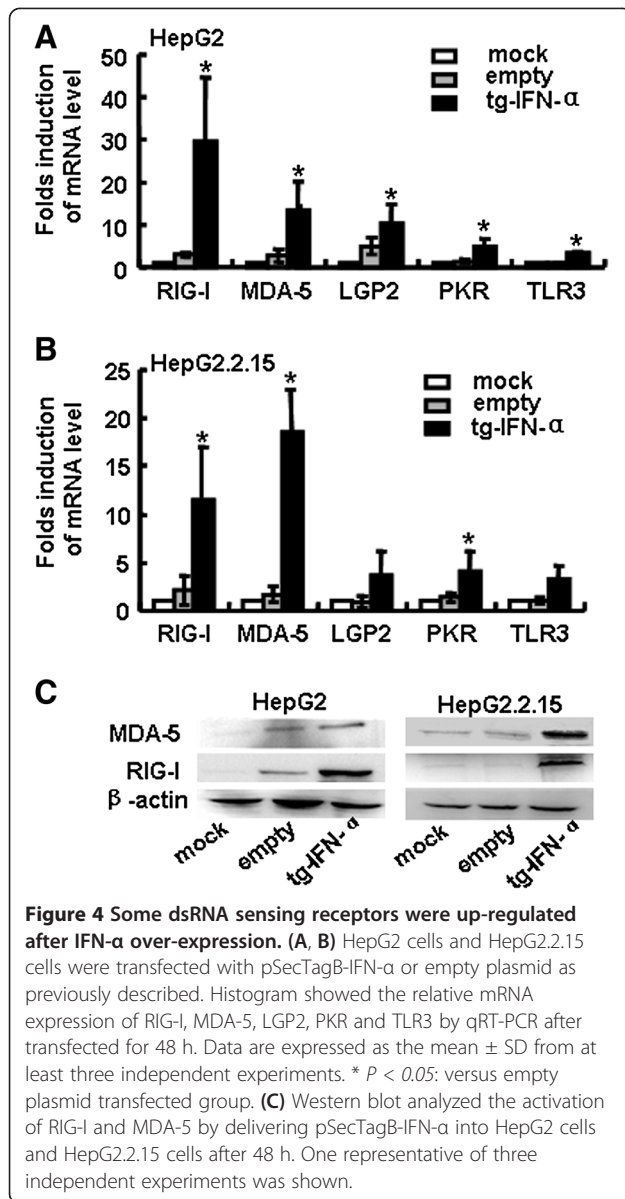 A
HepG2
mock
empty
tg-IFN-α
Folds induction
of mRNA level
50
40
30
20
10
0
*
*
*
*
*
RIG-I MDA-5 LGP2 PKR TLR3
B
HepG2.2.15
mock
empty
tg-IFN-α
Folds induction
of mRNA level
25
20
15
10
5
0
*
*
*
RIG-I MDA-5 LGP2 PKR TLR3
C
HepG2 HepG2.2.15
MDA-5
RIG-I
β-actin
mock empty tg-IFN-α mock empty tg-IFN-α
Figure 4 Some dsRNA sensing receptors were up-regulated
after IFN-α over-expression. (A, B) HepG2 cells and HepG2.2.15
cells were transfected with pSecTagB-IFN-α or empty plasmid as
previously described. Histogram showed the relative mRNA
expression of RIG-I, MDA-5, LGP2, PKR and TLR3 by qRT-PCR after
transfected for 48 h. Data are expressed as the mean ± SD from at
least three independent experiments. * P < 0.05: versus empty
plasmid transfected group. (C) Western blot analyzed the activation
of RIG-I and MDA-5 by delivering pSecTagB-IFN-α into HepG2 cells
and HepG2.2.15 cells after 48 h. One representative of three
independent experiments was shown.